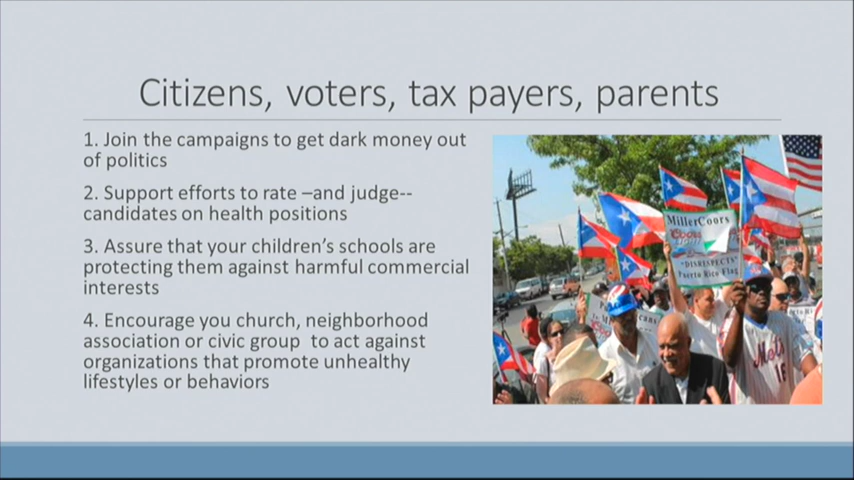 Citizens, voters, tax payers, parents
1. Join the campaigns to get dark money out
of politics
2. Support efforts to rate –and judge--
candidates on health positions
3. Assure that your children's schools are
protecting them against harmful commercial
interests
4. Encourage you church, neighborhood
association or civic group  to act against
organizations that promote unhealthy
lifestyles or behaviors
MillerCoors
Coors
"DISRESPECTS"
Puerto Rico Flag
Mets